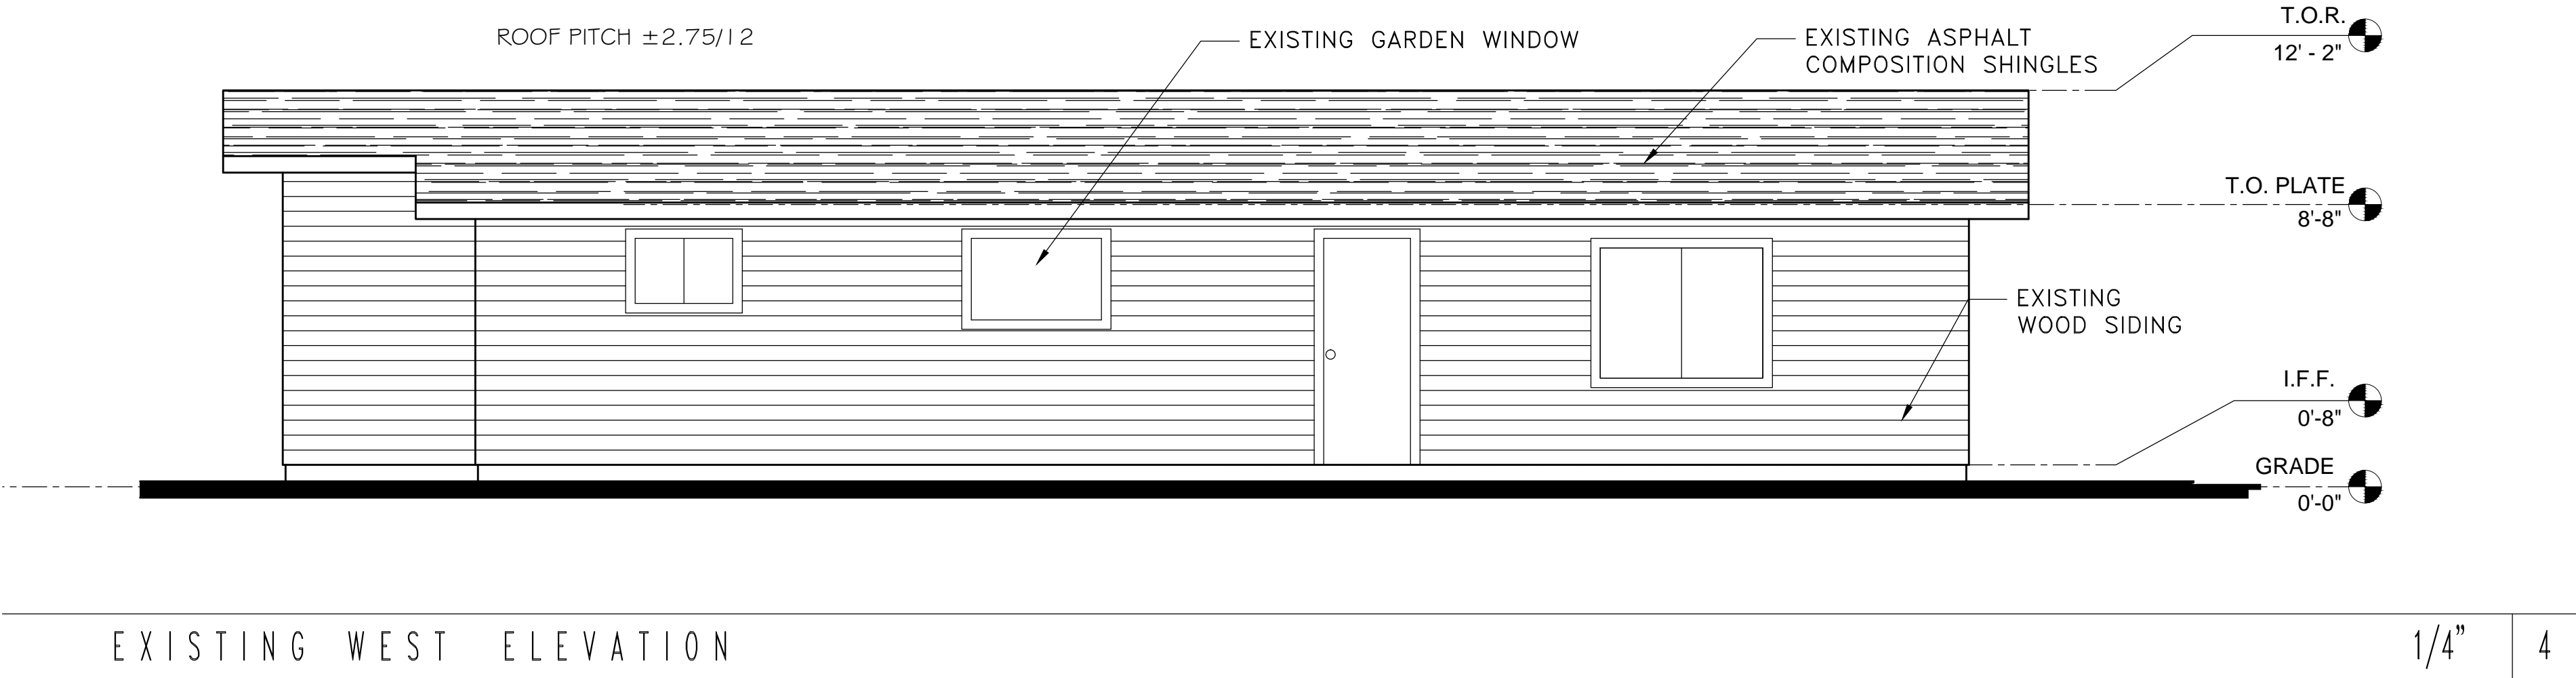 ROOF PITCH ±2.75/12
EXISTING GARDEN WINDOW
EXISTING ASPHALT
COMPOSITION SHINGLES
T.O.R.
12' - 2"
T.O. PLATE
8'-8"
EXISTING
WOOD SIDING
I.F.F.
0'-8"
GRADE
0'-0"
EXISTING WEST ELEVATION
1/4"
4